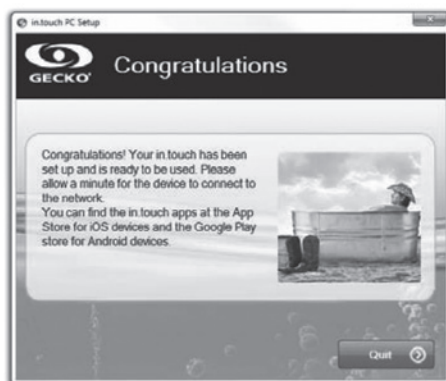 in.touch PC Setup
GECKO
Congratulations
Congratulations! Your in.touch has been
set up and is ready to be used. Please
allow a minute for the device to connect to
the network.
You can find the in.touch apps at the App
Store for iOS devices and the Google Play
store for Android devices.
Quit